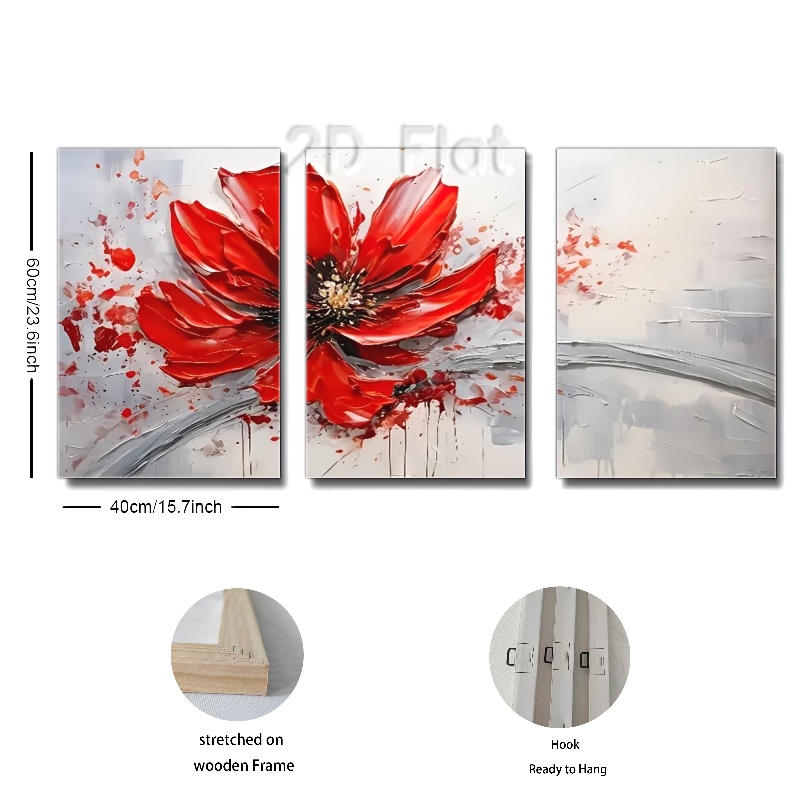 2D Flat
60cm/23.6inch
40cm/15.7inch
stretched on
wooden Frame
Hook
Ready to Hang